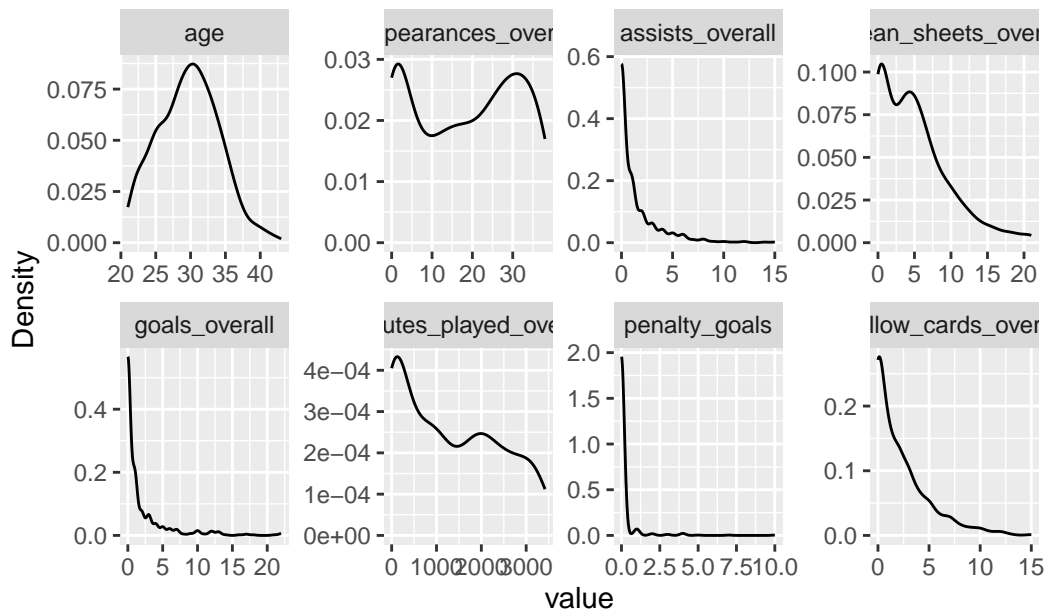 age
pearances_over
assists_overall
ean_sheets_over
0.075
0.050
0.025
0.000
20 25 30 35 40
0.03
0.02
0.01
0.00
0 10 20 30
0.6
0.4
0.2
0.0
0 5 10 15
0.100
0.075
0.050
0.025
0.000
0 5 10 15 20
Density
goals_overall
utes_played_ove
penalty_goals
llow_cards_over
0.4
0.2
0.0
0 5 10 15 20
4e−04
3e−04
2e−04
1e−04
0e+00
0 1000 2000 3000
2.0
1.5
1.0
0.5
0.0
0.0 2.5 5.0 7.5 10.0
0.2
0.1
0.0
0 5 10 15
value